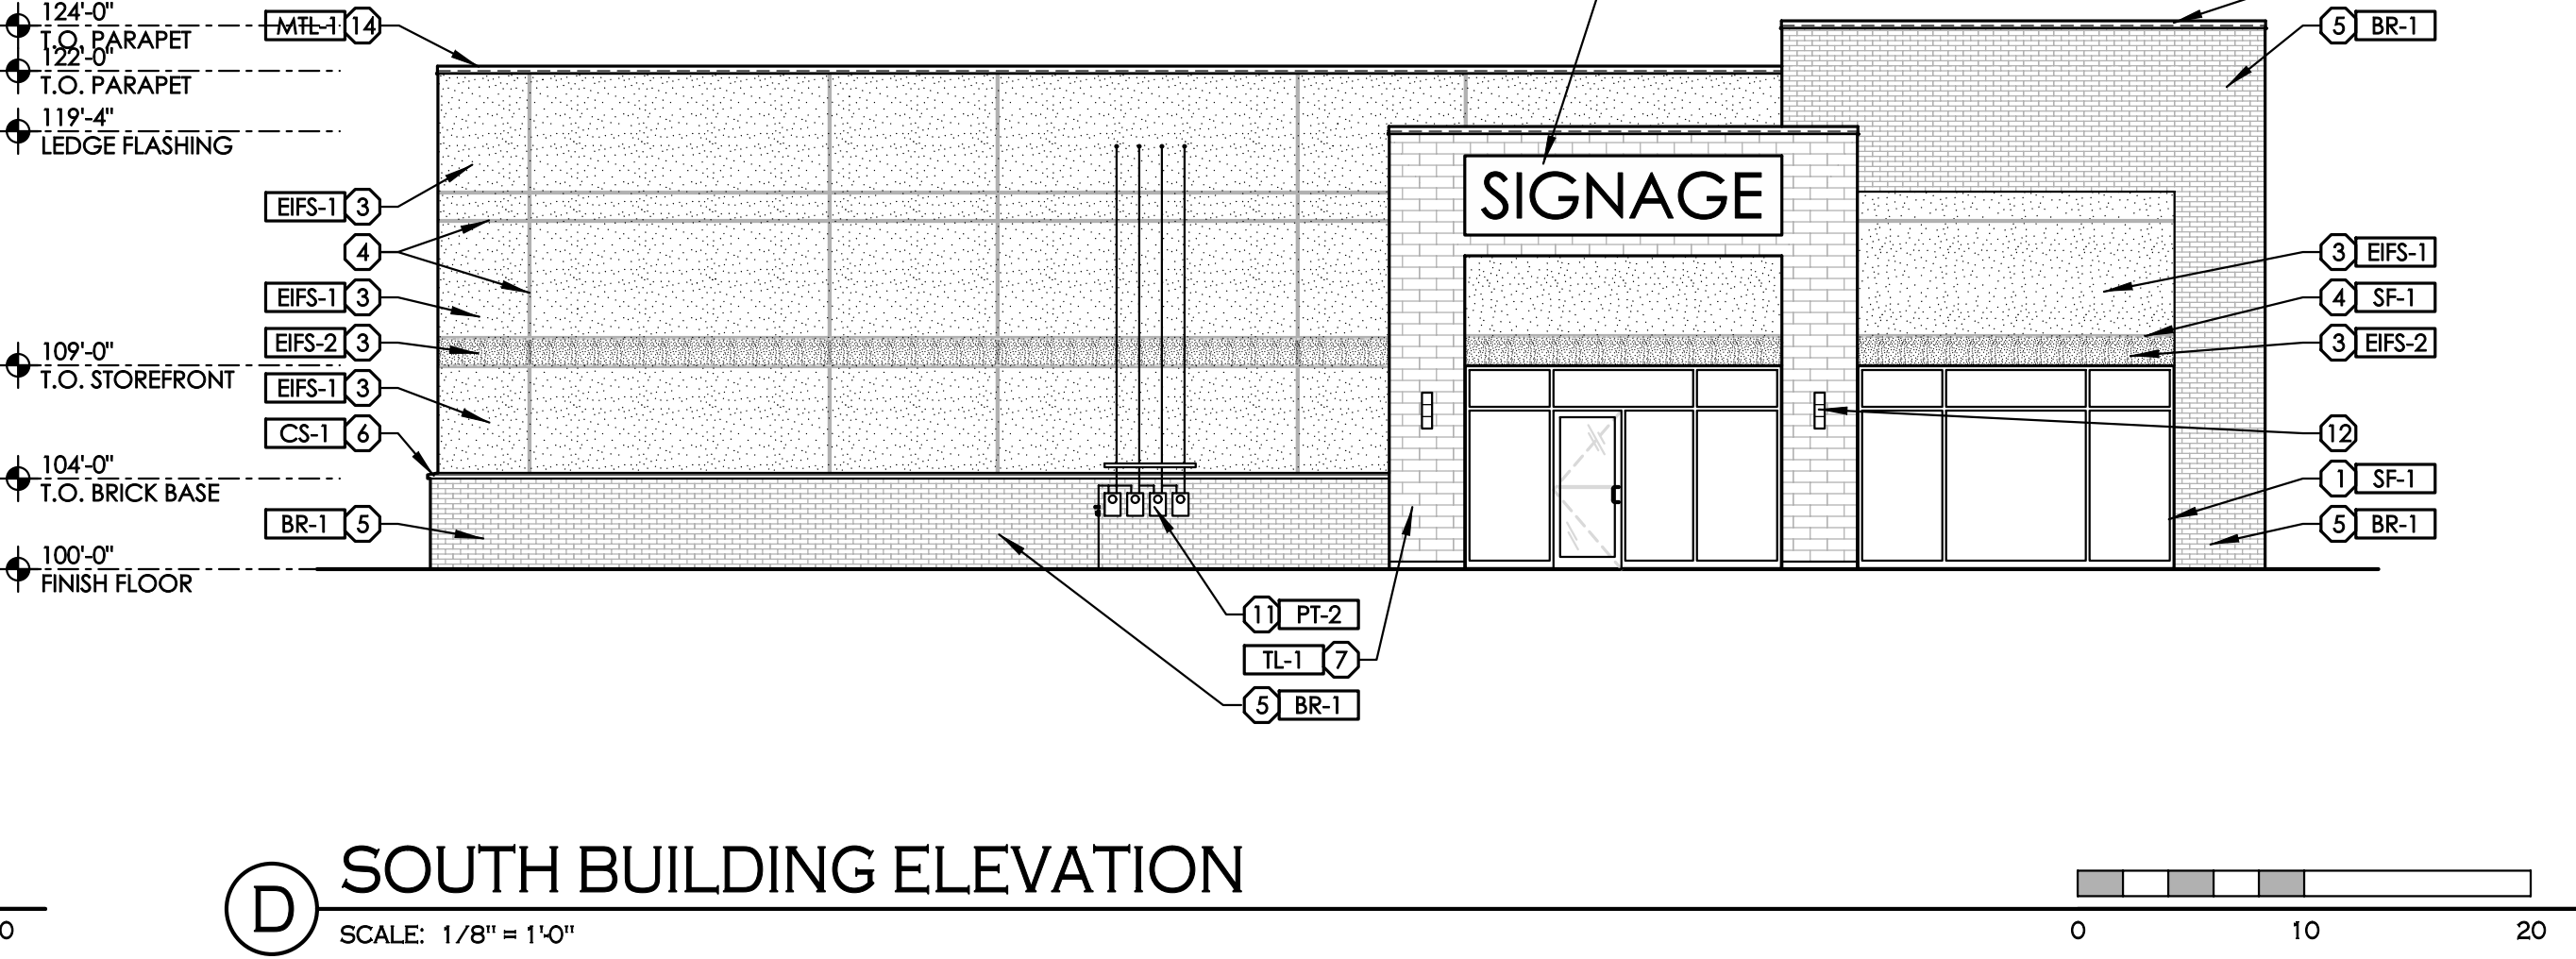 124'-0"
T.O. PARAPET
122'-0"
T.O. PARAPET
119'-4"
LEDGE FLASHING
109'-0"
T.O. STOREFRONT
104'-0"
T.O. BRICK BASE
100'-0"
FINISH FLOOR
MTL-1 14
EIFS-1 3
4
EIFS-1 3
EIFS-2 3
EIFS-1 3
CS-1 6
BR-1 5
SIGNAGE
11 PT-2
TL-1 7
5 BR-1
5 BR-1
3 EIFS-1
4 SF-1
3 EIFS-2
12
1 SF-1
5 BR-1
D
SOUTH BUILDING ELEVATION
SCALE: 1/8" = 1'-0"
0
0 10 20